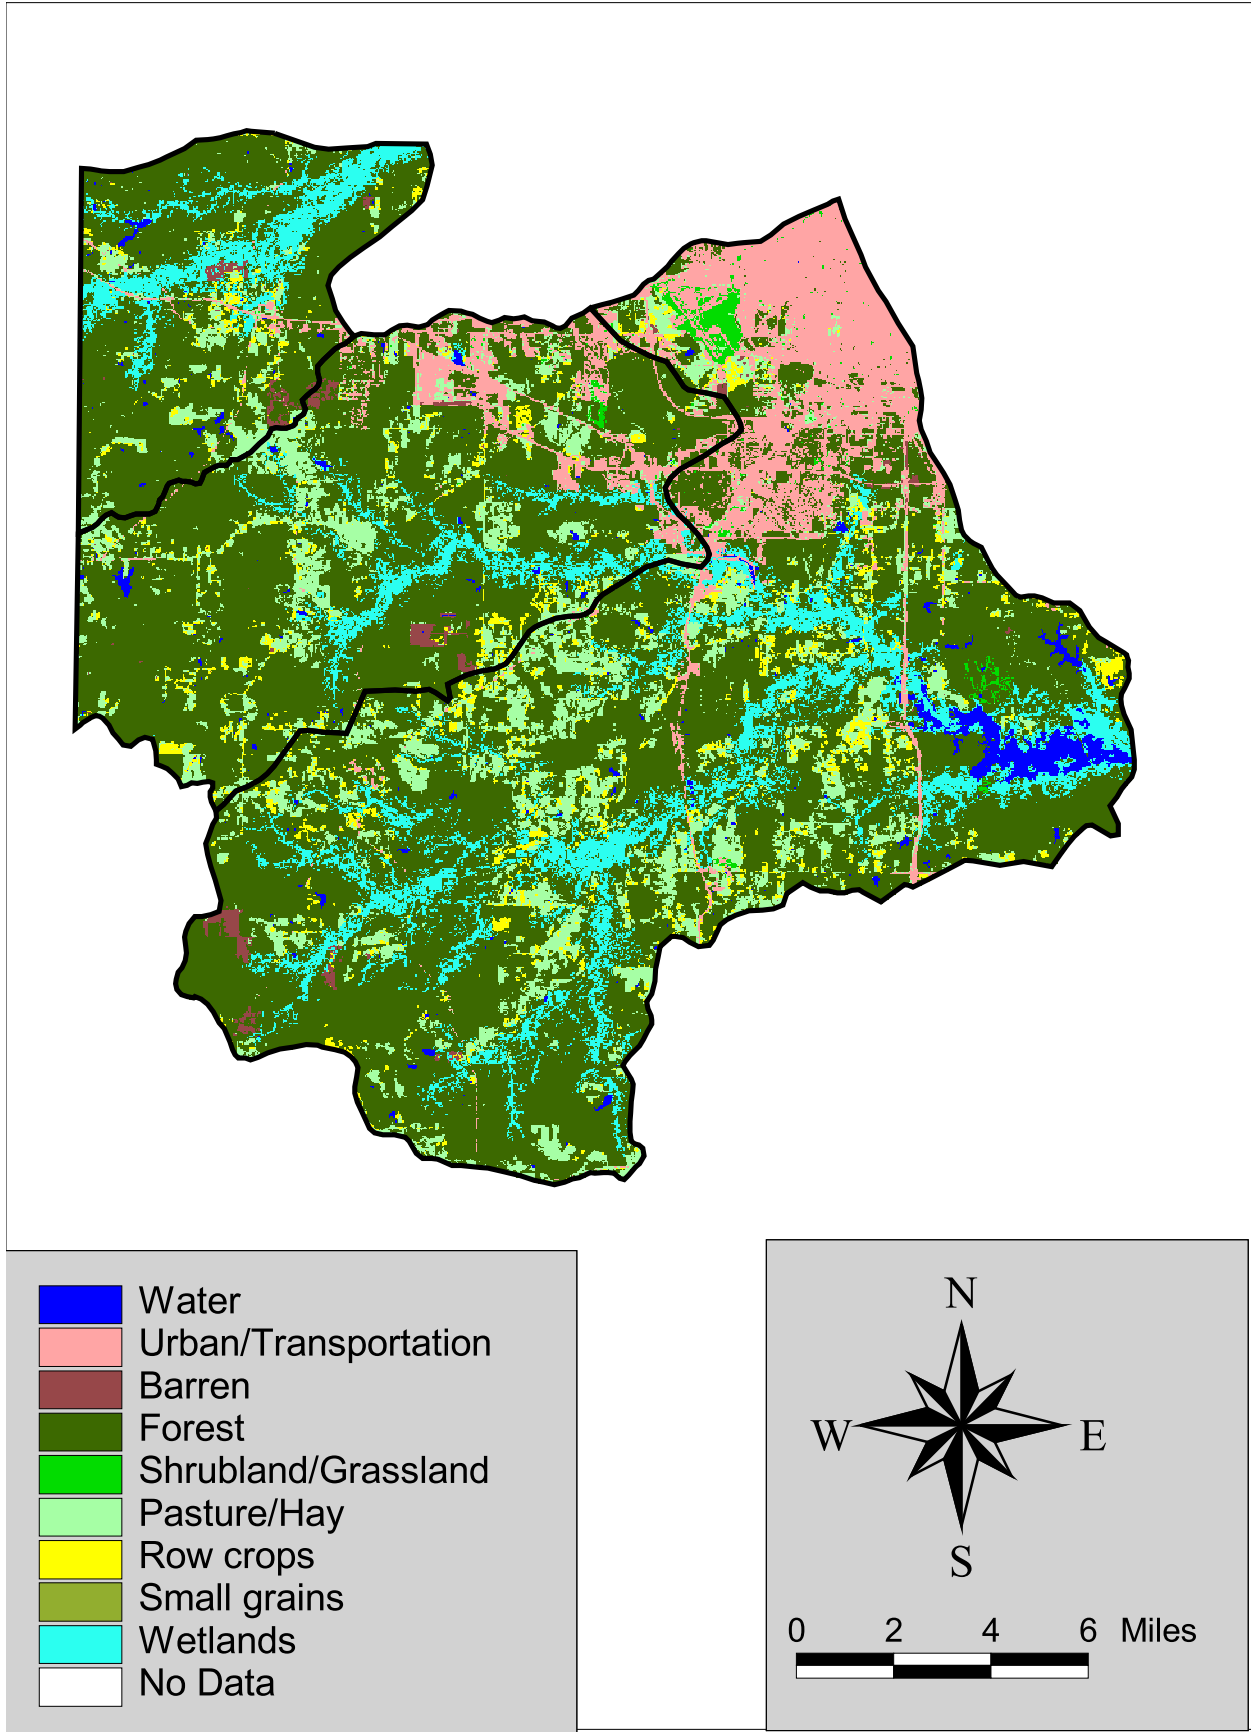 Water
Urban/Transportation
Barren
Forest
Shrubland/Grassland
Pasture/Hay
Row crops
Small grains
Wetlands
No Data
N
W E
S
0 2 4 6 Miles